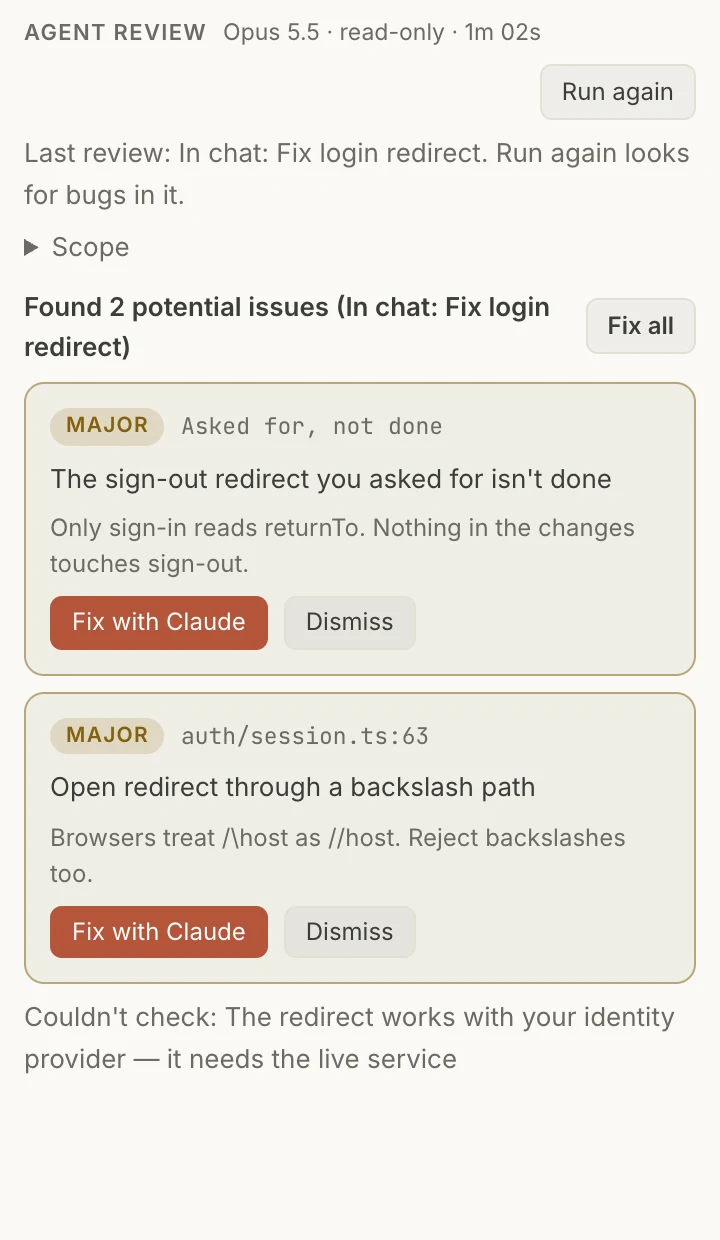 AGENT REVIEW Opus 5.5 · read-only · 1m 02s
Run again
Last review: In chat: Fix login redirect. Run again looks
for bugs in it.
▶ Scope
Found 2 potential issues (In chat: Fix login
redirect)
Fix all
MAJOR Asked for, not done
The sign-out redirect you asked for isn't done
Only sign-in reads returnTo. Nothing in the changes
touches sign-out.
Fix with Claude Dismiss
MAJOR auth/session.ts:63
Open redirect through a backslash path
Browsers treat /\host as //host. Reject backslashes
too.
Fix with Claude Dismiss
Couldn't check: The redirect works with your identity
provider — it needs the live service